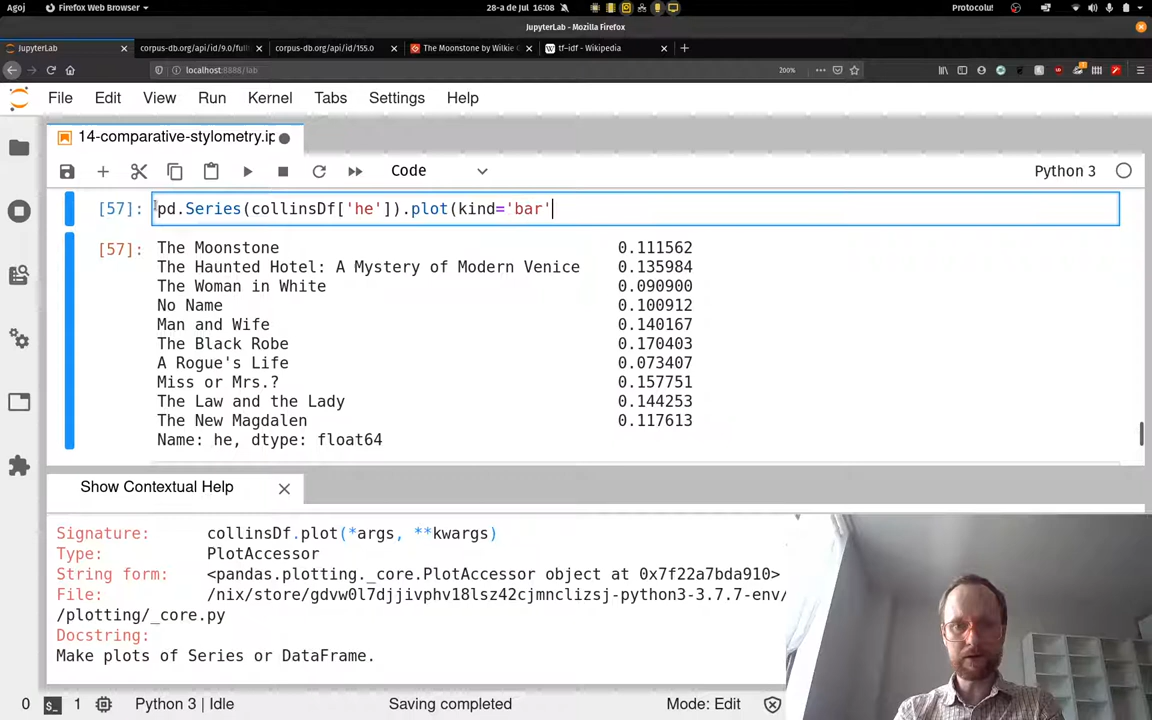 Agoj Firefox Web Browser 28-a de Jul 16:08 Protocolu!
JupyterLab - Mozilla Firefox
JupyterLab corpus-db.org/api/id/9.0/full corpus-db.org/api/id/155.0 The Moonstone by Wilkie C tf-idf - Wikipedia
localhost:8888/lab 200%
File Edit View Run Kernel Tabs Settings Help
14-comparative-stylometry.ip
Code Python 3
[57]: pd.Series(collinsDf['he']).plot(kind='bar'
[57]: The Moonstone 0.111562
The Haunted Hotel: A Mystery of Modern Venice 0.135984
The Woman in White 0.090900
No Name 0.100912
Man and Wife 0.140167
The Black Robe 0.170403
A Rogue's Life 0.073407
Miss or Mrs.? 0.157751
The Law and the Lady 0.144253
The New Magdalen 0.117613
Name: he, dtype: float64
Show Contextual Help
Signature: collinsDf.plot(*args, **kwargs)
Type: PlotAccessor
String form: <pandas.plotting._core.PlotAccessor object at 0x7f22a7bda910>
File: /nix/store/gdvw0l7djjivphv18lsz42cjmnclizsj-python3-3.7.7-env/
/plotting/_core.py
Docstring:
Make plots of Series or DataFrame.
0 1 Python 3 | Idle Saving completed Mode: Edit